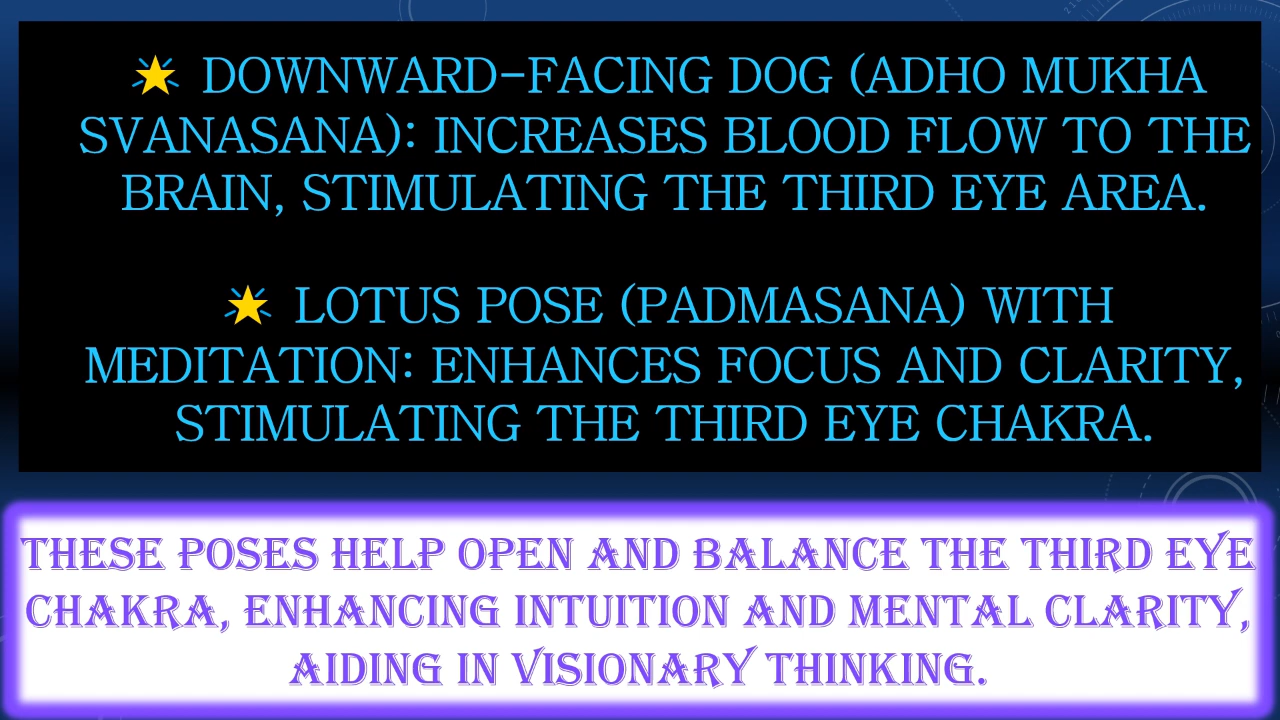 🌟 DOWNWARD-FACING DOG (ADHO MUKHA
SVANASANA): INCREASES BLOOD FLOW TO THE
BRAIN, STIMULATING THE THIRD EYE AREA.
🌟 LOTUS POSE (PADMASANA) WITH
MEDITATION: ENHANCES FOCUS AND CLARITY,
STIMULATING THE THIRD EYE CHAKRA.
THESE POSES HELP OPEN AND BALANCE THE THIRD EYE
CHAKRA, ENHANCING INTUITION AND MENTAL CLARITY,
AIDING IN VISIONARY THINKING.